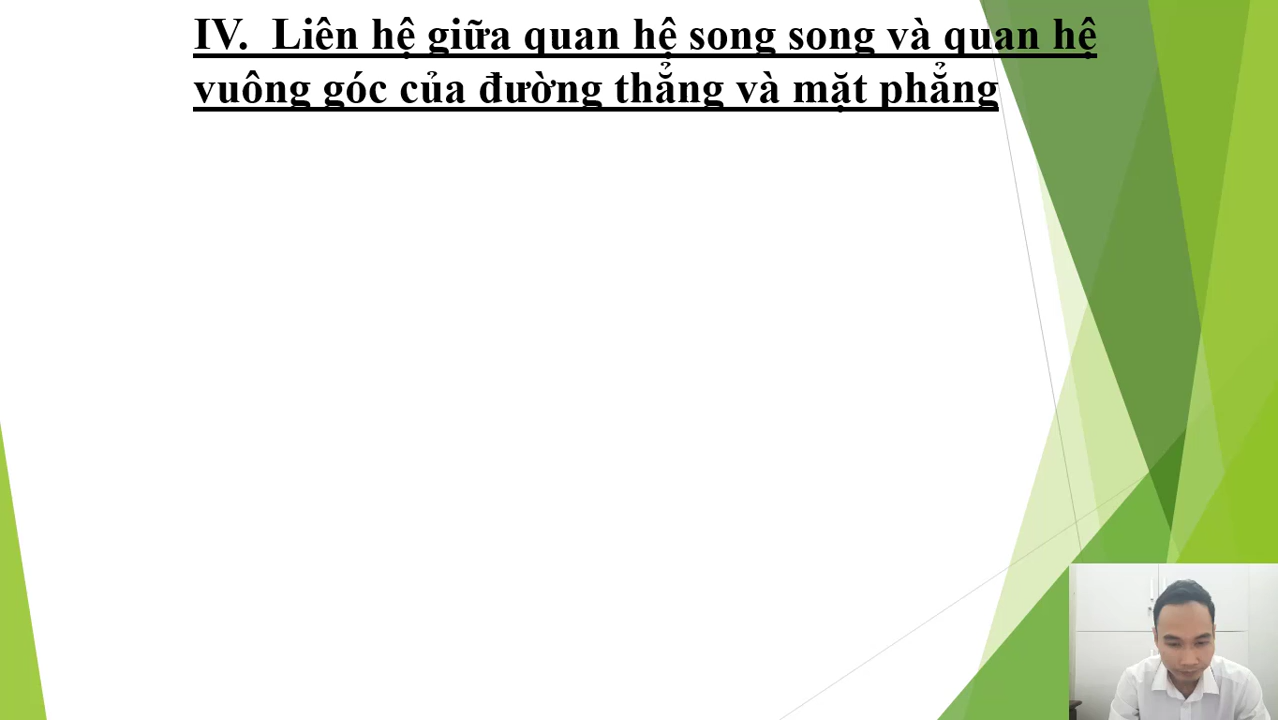 IV.  Liên hệ giữa quan hệ song song và quan hệ
vuông góc của đường thẳng và mặt phẳng